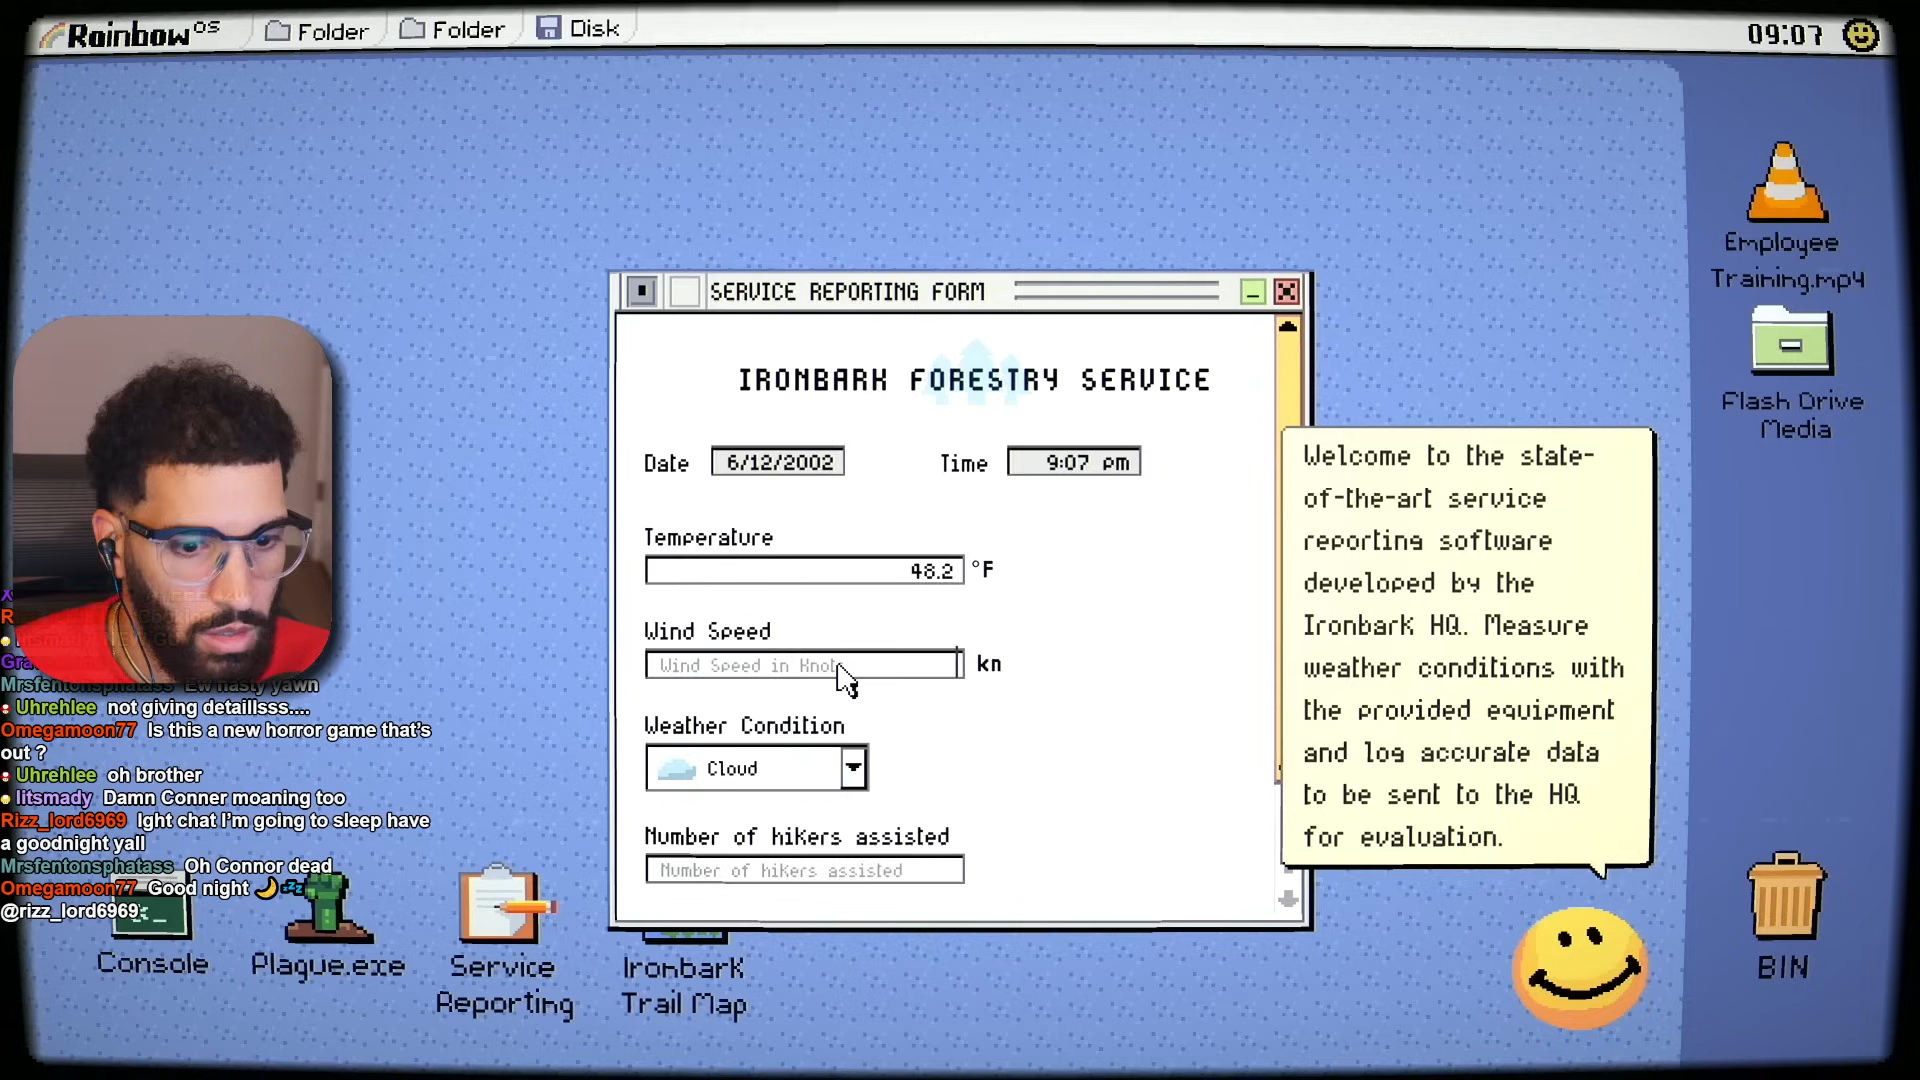 Rainbow OS
Folder
Folder
Disk
09:07
Employee
Training.mp4
Flash Drive
Media
SERVICE REPORTING FORM
IRONBARK FORESTRY SERVICE
Date 6/12/2002 Time 9:07 pm
Temperature
48.2 °F
Wind Speed
Wind Speed in Knot kn
Weather Condition
Cloud
Number of hikers assisted
Number of hikers assisted
Welcome to the state-
of-the-art service
reporting software
developed by the
Ironbark HQ. Measure
weather conditions with
the provided equipment
and log accurate data
to be sent to the HQ
for evaluation.
Mrsfentonsphatass Ew nasty yawn
Uhrehlee not giving detaillsss....
Omegamoon77 Is this a new horror game that's
out ?
Uhrehlee oh brother
litsmady Damn Conner moaning too
Rizz_lord6969 Ight chat I'm going to sleep have
a goodnight yall
Mrsfentonsphatass Oh Connor dead
Omegamoon77 Good night 🌙💤
@rizz_lord6969
Console
Plague.exe
Service
Reporting
Ironbark
Trail Map
BIN